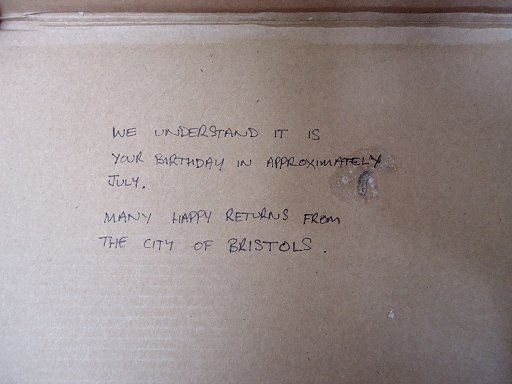 WE UNDERSTAND IT IS
YOUR BIRTHDAY IN APPROXIMATELY
JULY.
MANY HAPPY RETURNS FROM
THE CITY OF BRISTOLS.